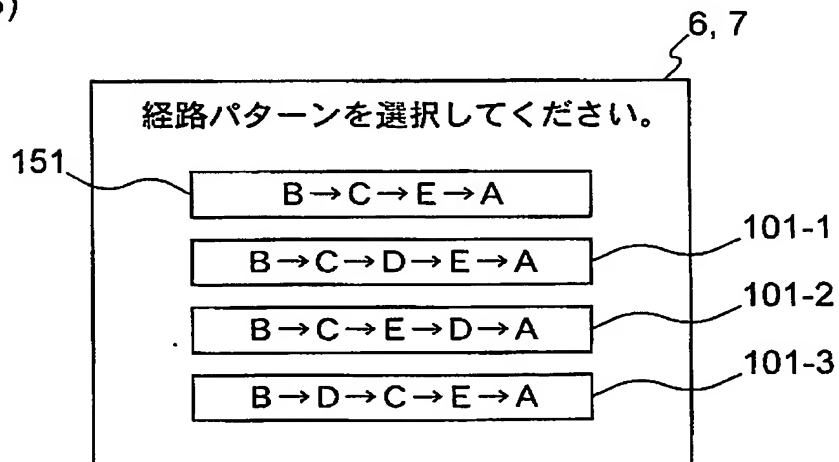 6, 7
経路パターンを選択してください。
151
B→C→E→A
B→C→D→E→A
101-1
B→C→E→D→A
101-2
B→D→C→E→A
101-3